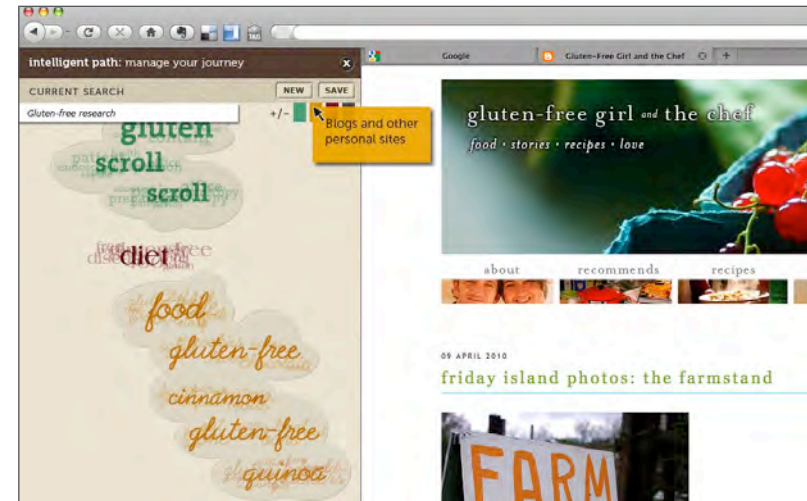 Google
Gluten-Free Girl and the Chef
intelligent path: manage your journey
x
CURRENT SEARCH
NEW
SAVE
Gluten-free research
+/-
Blogs and other
personal sites
gluten
scroll
scroll
diet
food
gluten-free
cinnamon
gluten-free
quinoa
gluten-free girl and the chef
food • stories • recipes • love
about
recommends
recipes
09 APRIL 2010
friday island photos: the farmstand
FARM